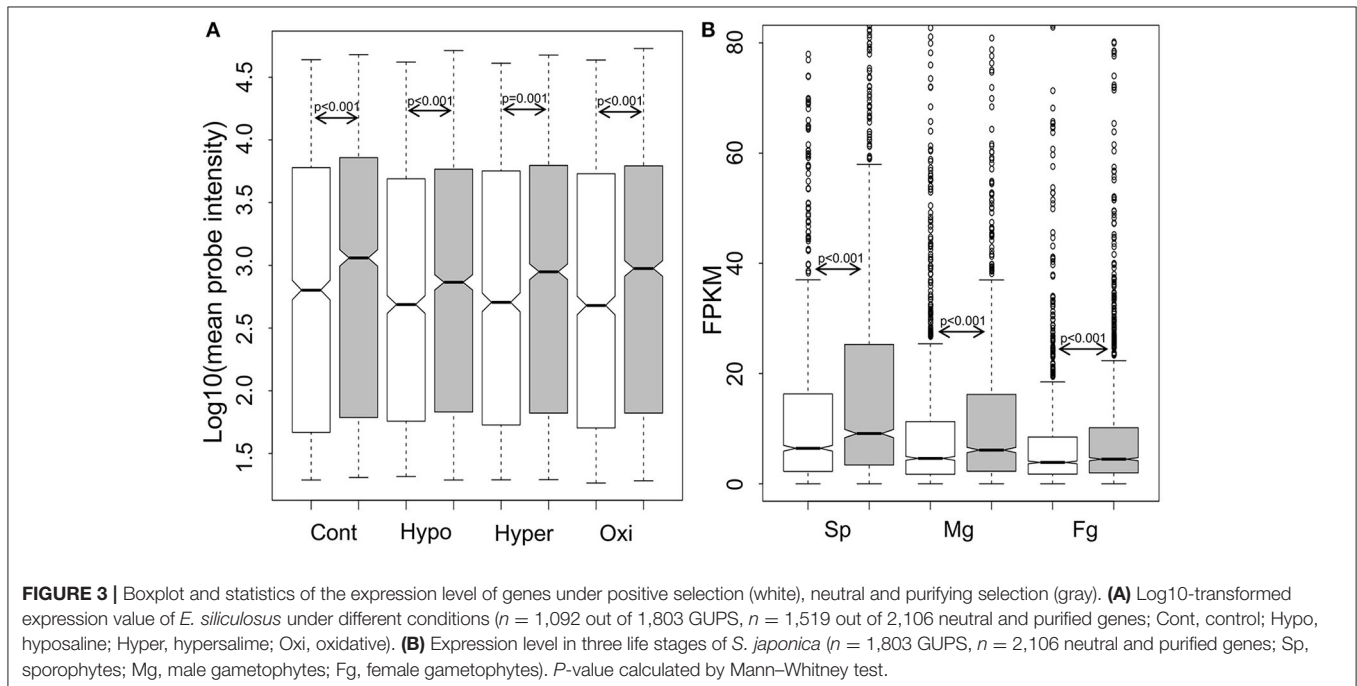 A
B
Log10(mean probe intensity)
4.5
4.0
3.5
3.0
2.5
2.0
1.5
p<0.001
p<0.001
p=0.001
p<0.001
Cont Hypo Hyper Oxi
FPKM
80
60
40
20
0
p<0.001
p<0.001
p<0.001
Sp Mg Fg
FIGURE 3 | Boxplot and statistics of the expression level of genes under positive selection (white), neutral and purifying selection (gray). (A) Log10-transformed
expression value of E. siliculosus under different conditions (n = 1,092 out of 1,803 GUPS, n = 1,519 out of 2,106 neutral and purified genes; Cont, control; Hypo,
hyposaline; Hyper, hypersalime; Oxi, oxidative). (B) Expression level in three life stages of S. japonica (n = 1,803 GUPS, n = 2,106 neutral and purified genes; Sp,
sporophytes; Mg, male gametophytes; Fg, female gametophytes). P-value calculated by Mann–Whitney test.